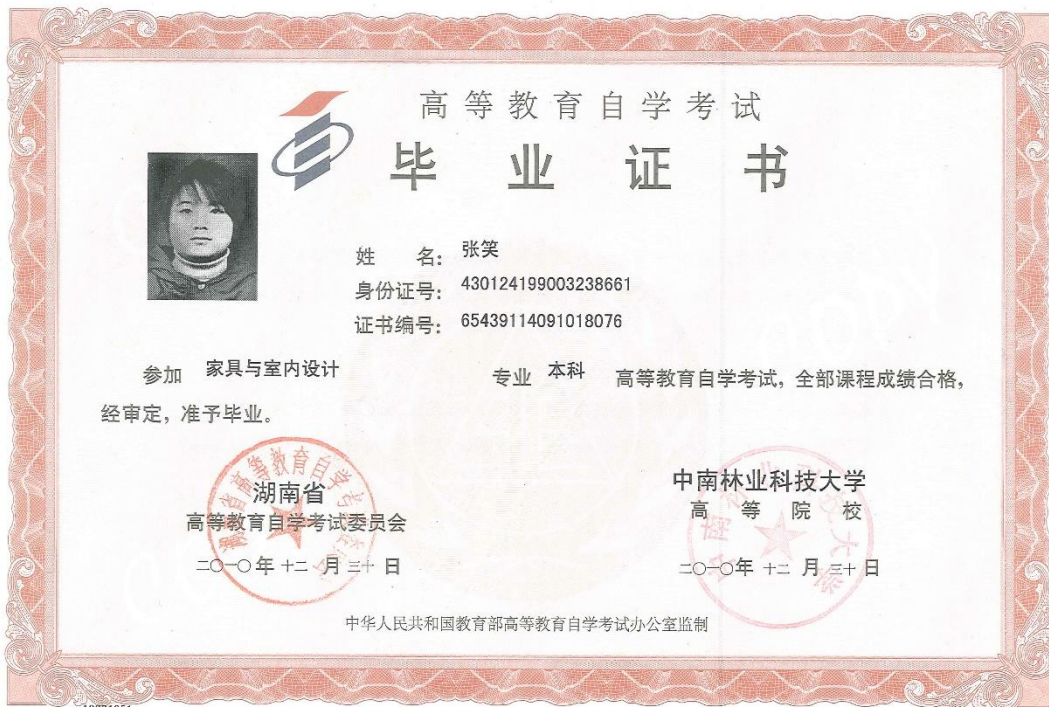 高等教育自学考试
毕业证书
姓 名: 张笑
身份证号: 430124199003238661
证书编号: 65439114091018076
参加 家具与室内设计 专业 本科 高等教育自学考试,全部课程成绩合格,
经审定,准予毕业。
湖南省 中南林业科技大学
高等教育自学考试委员会 高等院校
二〇一〇年十二月三十日 二〇一〇年十二月三十日
中华人民共和国教育部高等教育自学考试办公室监制